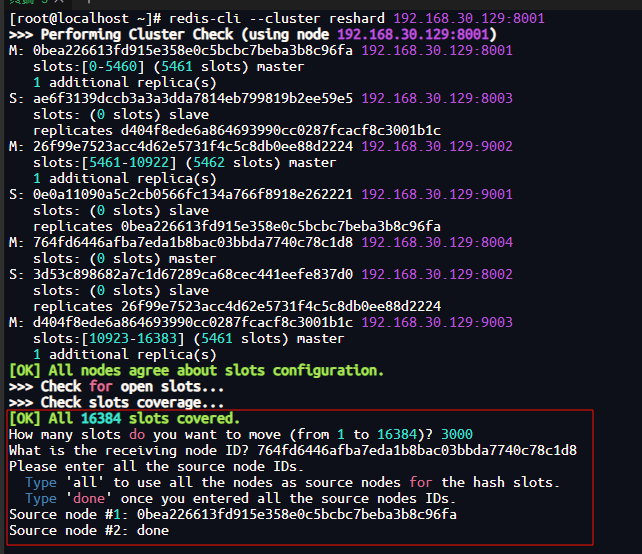 [root@localhost ~]# redis-cli --cluster reshard 192.168.30.129:8001
>>> Performing Cluster Check (using node 192.168.30.129:8001)
M: 0bea226613fd915e358e0c5bcbc7beba3b8c96fa 192.168.30.129:8001
   slots:[0-5460] (5461 slots) master
   1 additional replica(s)
S: ae6f3139dccb3a3a3dda7814eb799819b2ee59e5 192.168.30.129:8003
   slots: (0 slots) slave
   replicates d404f8ede6a864693990cc0287fcacf8c3001b1c
M: 26f99e7523acc4d62e5731f4c5c8db0ee88d2224 192.168.30.129:9002
   slots:[5461-10922] (5462 slots) master
   1 additional replica(s)
S: 0e0a11090a5c2cb0566fc134a766f8918e262221 192.168.30.129:9001
   slots: (0 slots) slave
   replicates 0bea226613fd915e358e0c5bcbc7beba3b8c96fa
M: 764fd6446afba7eda1b8bac03bbda7740c78c1d8 192.168.30.129:8004
   slots: (0 slots) master
S: 3d53c898682a7c1d67289ca68cec441eefe837d0 192.168.30.129:8002
   slots: (0 slots) slave
   replicates 26f99e7523acc4d62e5731f4c5c8db0ee88d2224
M: d404f8ede6a864693990cc0287fcacf8c3001b1c 192.168.30.129:9003
   slots:[10923-16383] (5461 slots) master
   1 additional replica(s)
[OK] All nodes agree about slots configuration.
>>> Check for open slots...
>>> Check slots coverage...
[OK] All 16384 slots covered.
How many slots do you want to move (from 1 to 16384)? 3000
What is the receiving node ID? 764fd6446afba7eda1b8bac03bbda7740c78c1d8
Please enter all the source node IDs.
  Type 'all' to use all the nodes as source nodes for the hash slots.
  Type 'done' once you entered all the source nodes IDs.
Source node #1: 0bea226613fd915e358e0c5bcbc7beba3b8c96fa
Source node #2: done